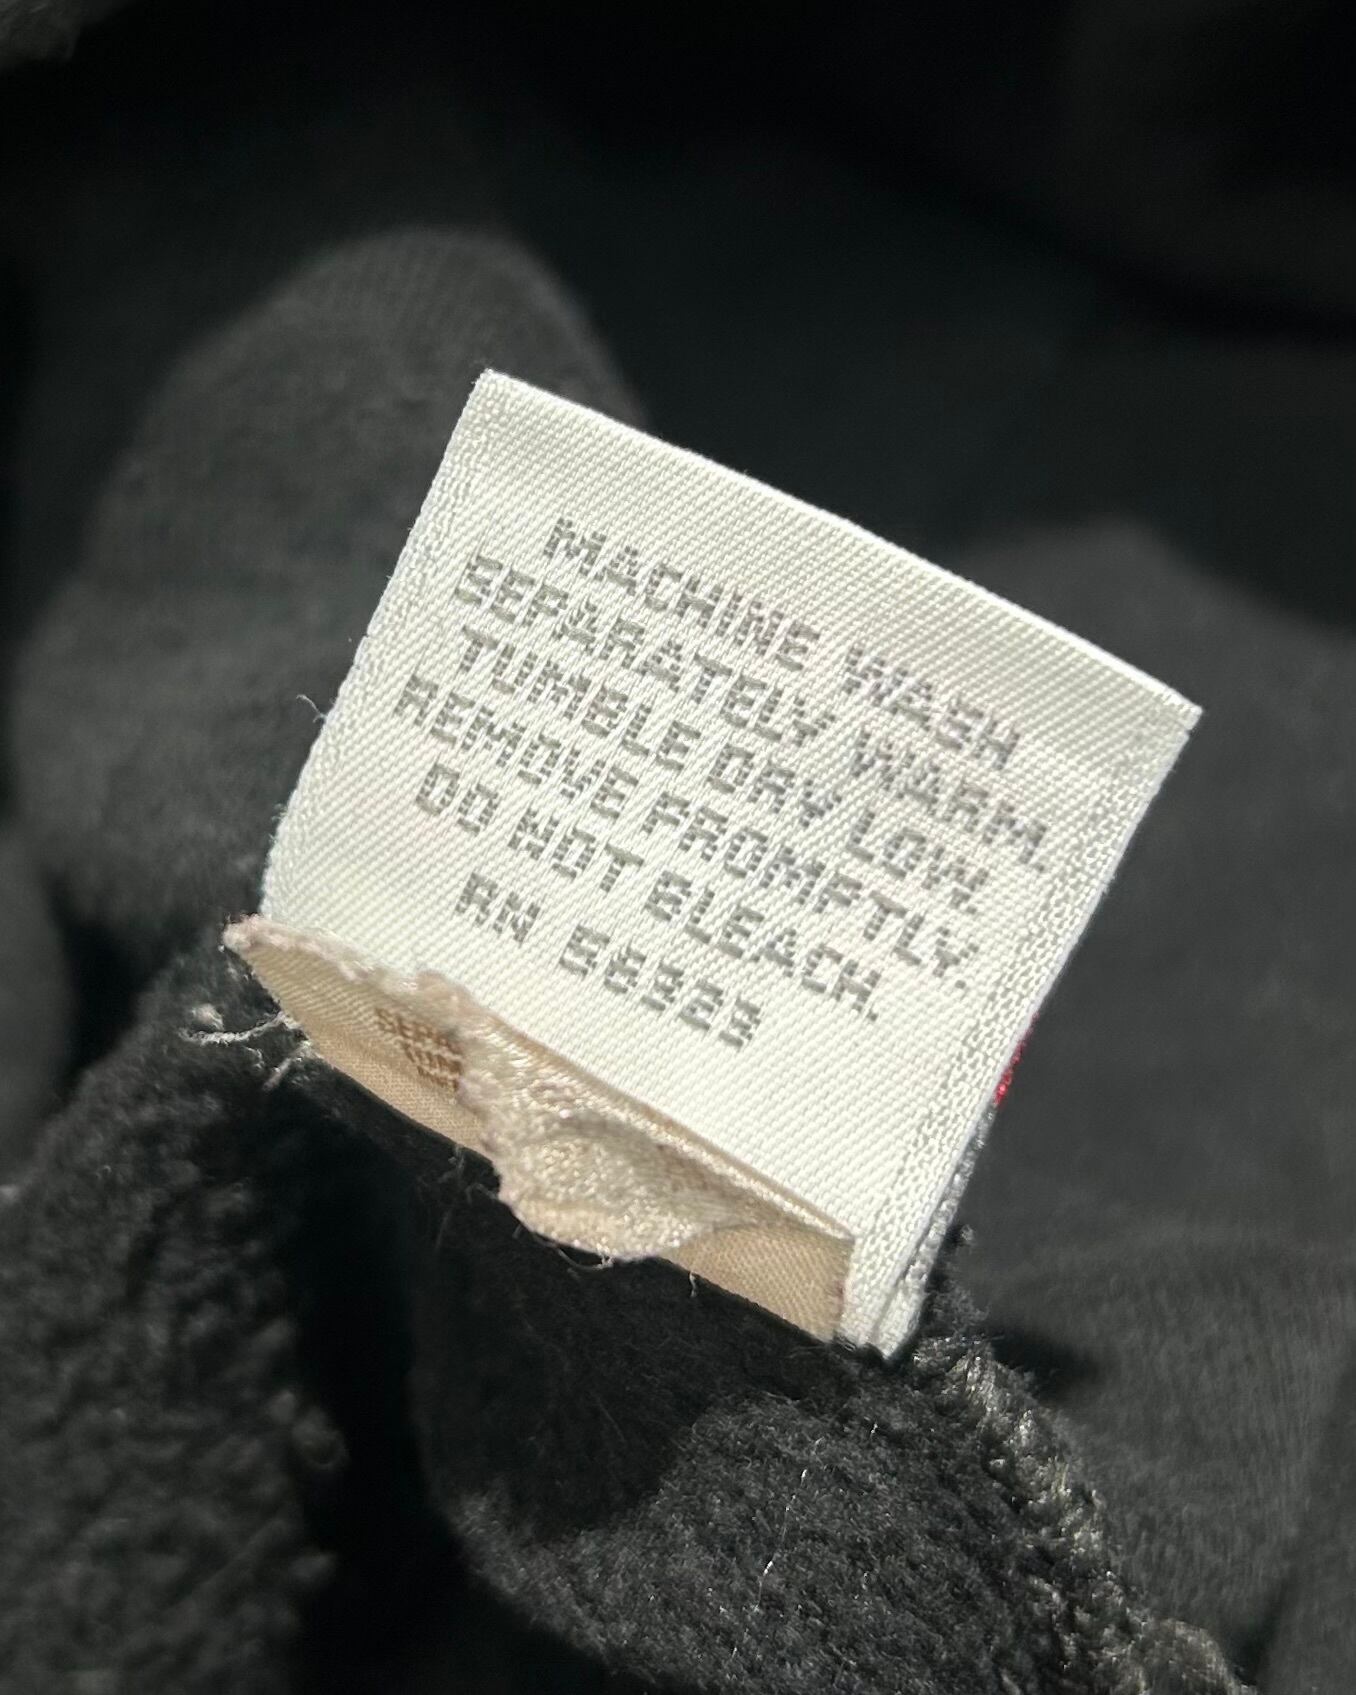 MACHINE WASH
SEPARATELY WARM.
TUMBLE DRY LOW.
REMOVE PROMPTLY.
DO NOT BLEACH.
RN 56323